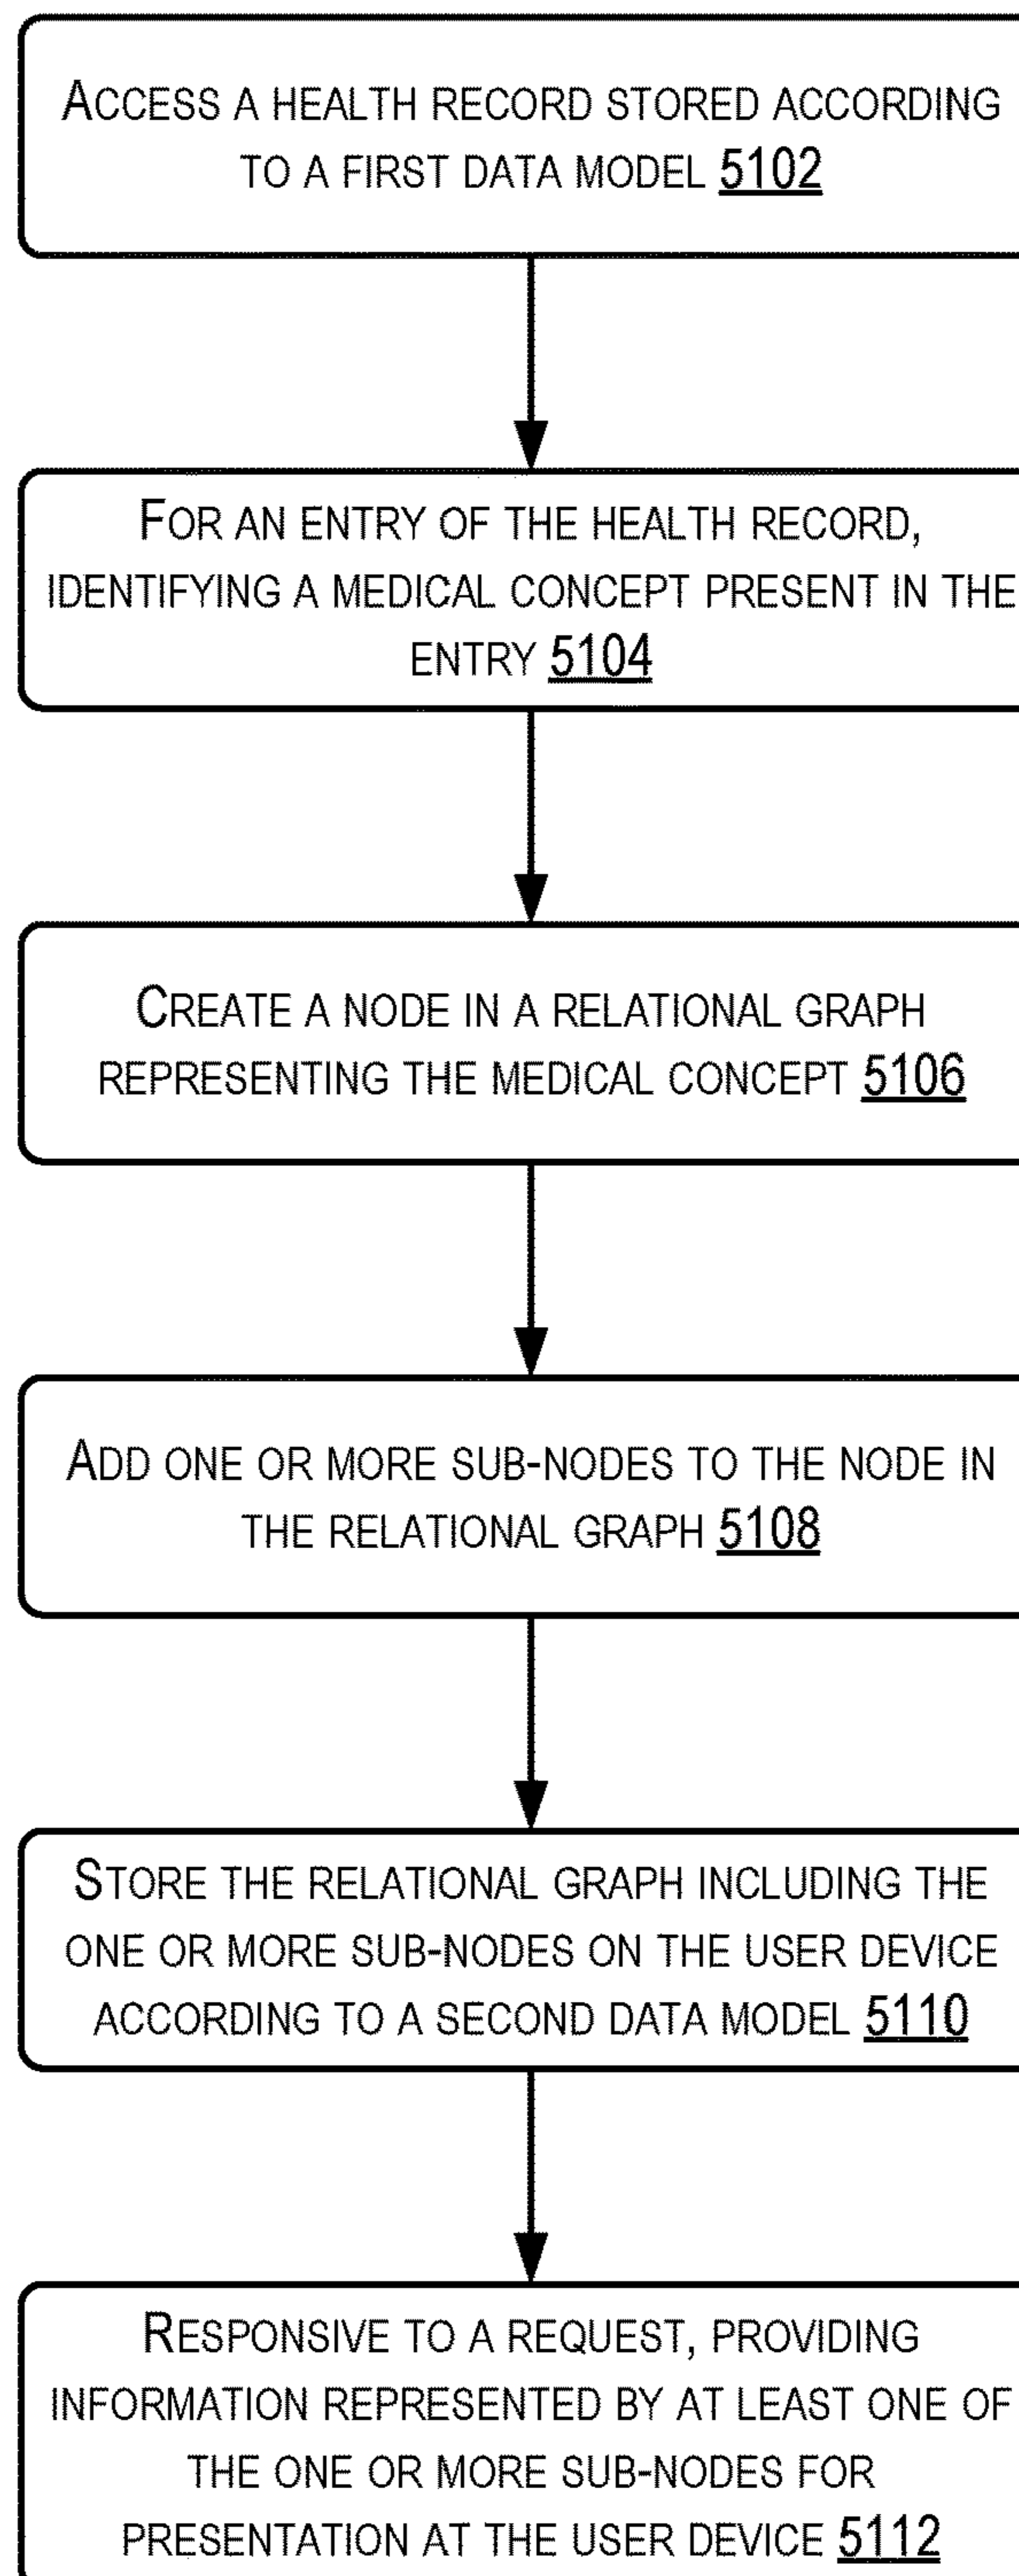 ACCESS A HEALTH RECORD STORED ACCORDING
TO A FIRST DATA MODEL 5102
FOR AN ENTRY OF THE HEALTH RECORD,
IDENTIFYING A MEDICAL CONCEPT PRESENT IN THE
ENTRY 5104
CREATE A NODE IN A RELATIONAL GRAPH
REPRESENTING THE MEDICAL CONCEPT 5106
ADD ONE OR MORE SUB-NODES TO THE NODE IN
THE RELATIONAL GRAPH 5108
STORE THE RELATIONAL GRAPH INCLUDING THE
ONE OR MORE SUB-NODES ON THE USER DEVICE
ACCORDING TO A SECOND DATA MODEL 5110
RESPONSIVE TO A REQUEST, PROVIDING
INFORMATION REPRESENTED BY AT LEAST ONE OF
THE ONE OR MORE SUB-NODES FOR
PRESENTATION AT THE USER DEVICE 5112